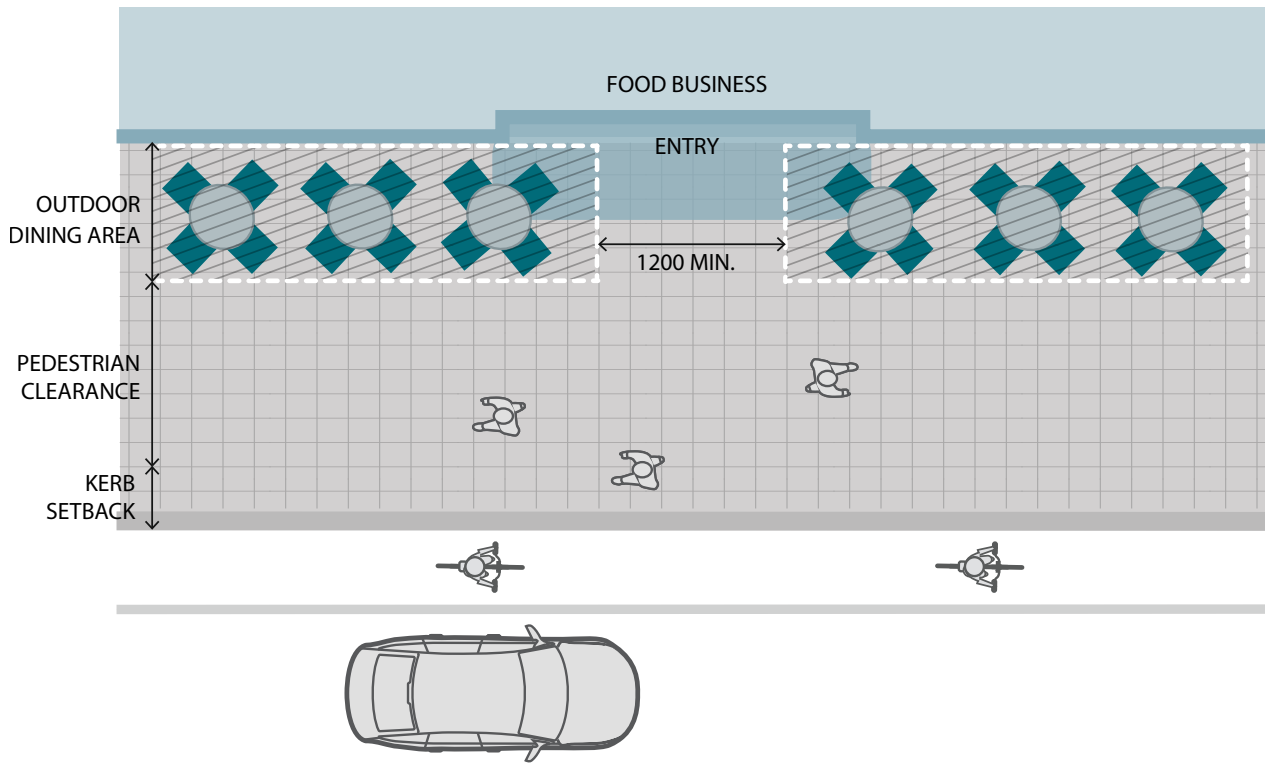 FOOD BUSINESS
ENTRY
OUTDOOR
DINING AREA
1200 MIN.
PEDESTRIAN
CLEARANCE
KERB
SETBACK